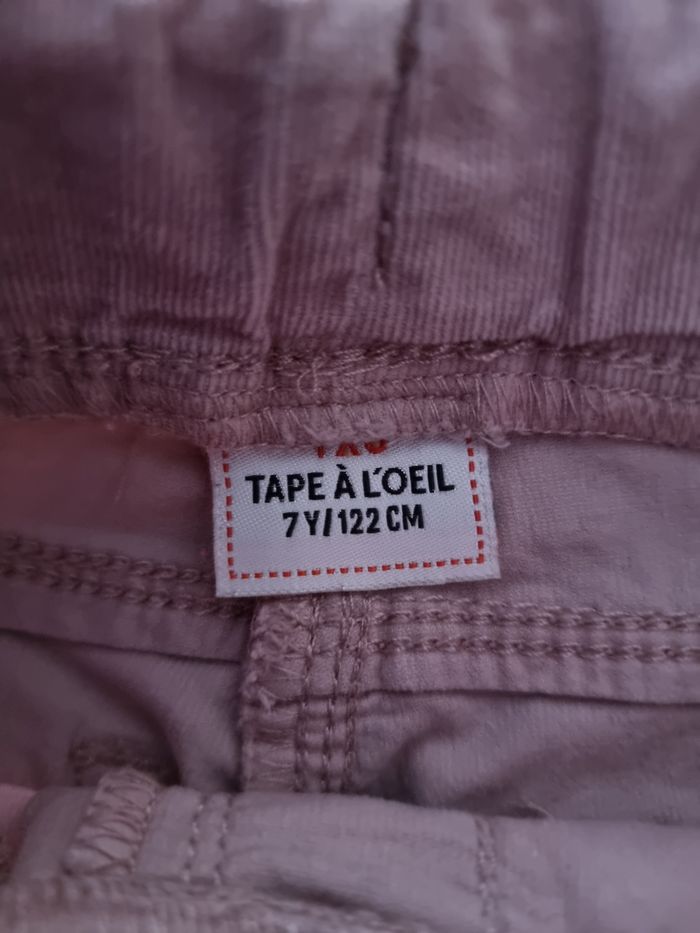 TAPE À L'OEIL
7 Y/ 122 CM